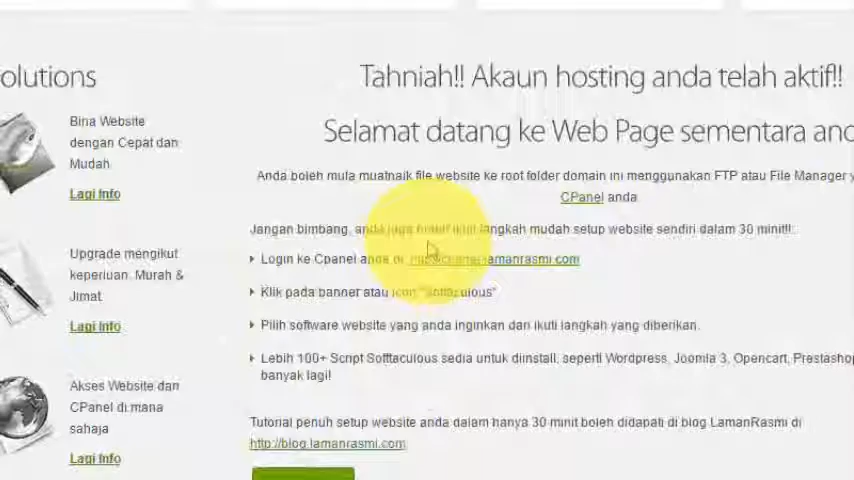 olutions
Bina Website
dengan Cepat dan
Mudah
Lagi Info
Upgrade mengikut
keperluan. Murah &
Jimat
Lagi Info
Akses Website dan
CPanel di mana
sahaja
Lagi Info
Tahniah!! Akaun hosting anda telah aktif!!
Selamat datang ke Web Page sementara and
Anda boleh mula muatnaik file website ke root folder domain ini menggunakan FTP atau File Manager
CPanel anda
Jangan bimbang, anda juga boleh ikuti langkah mudah setup website sendiri dalam 30 minit!!:
Login ke Cpanel anda di lamanrasmi.com
Klik pada banner atau icon "Softaculous"
Pilih software website yang anda inginkan dan ikuti langkah yang diberikan.
Lebih 100+ Script Sofftaculous sedia untuk diinstall, seperti Wordpress, Joomla 3, Opencart, Prestashop
banyak lagi!
Tutorial penuh setup website anda dalam hanya 30 minit boleh didapati di blog LamanRasmi di
http://blog.lamanrasmi.com